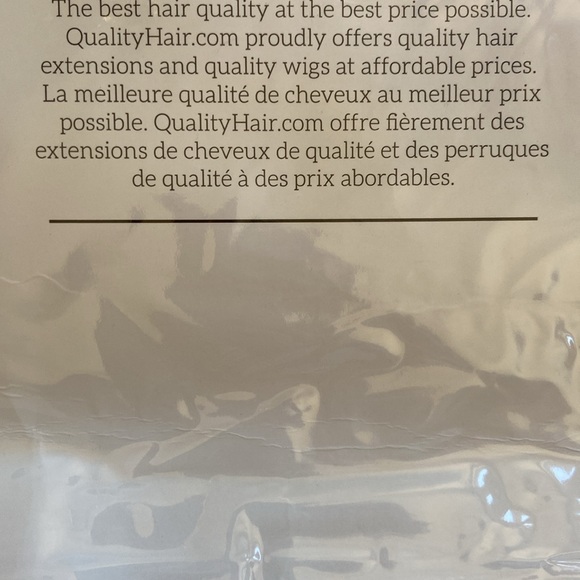 The best hair quality at the best price possible.
QualityHair.com proudly offers quality hair
extensions and quality wigs at affordable prices.
La meilleure qualité de cheveux au meilleur prix
possible. QualityHair.com offre fièrement des
extensions de cheveux de qualité et des perruques
de qualité à des prix abordables.